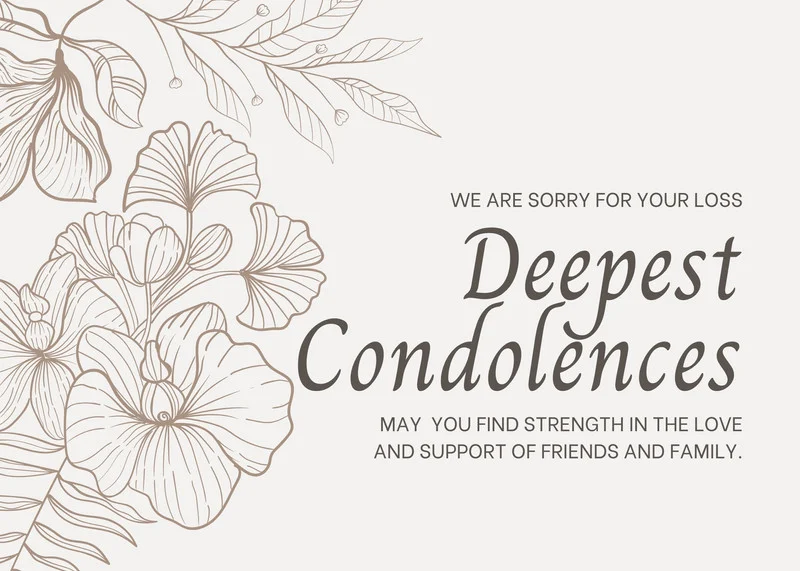 WE ARE SORRY FOR YOUR LOSS
Deepest
Condolences
MAY YOU FIND STRENGTH IN THE LOVE
AND SUPPORT OF FRIENDS AND FAMILY.